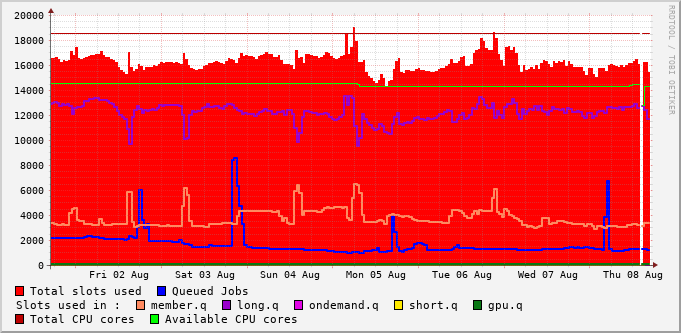 20000
18000
16000
14000
12000
10000
8000
6000
4000
2000
0
Fri 02 Aug Sat 03 Aug Sun 04 Aug Mon 05 Aug Tue 06 Aug Wed 07 Aug Thu 08 Aug
Total slots used Queued Jobs
Slots used in : member.q long.q ondemand.q short.q gpu.q
Total CPU cores Available CPU cores
RRDTOOL / TOBI OETIKER